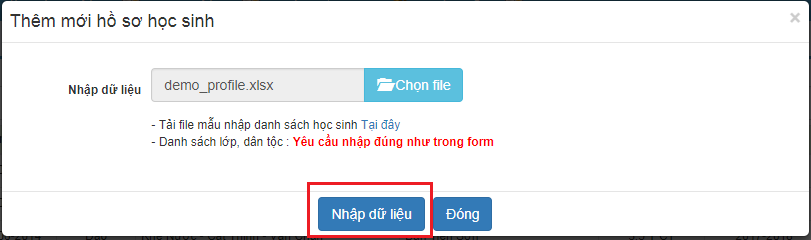 Thêm mới hồ sơ học sinh ×
Nhập dữ liệu demo_profile.xlsx Chọn file
- Tải file mẫu nhập danh sách học sinh Tại đây
- Danh sách lớp, dân tộc : Yêu cầu nhập đúng như trong form
Nhập dữ liệu Đóng